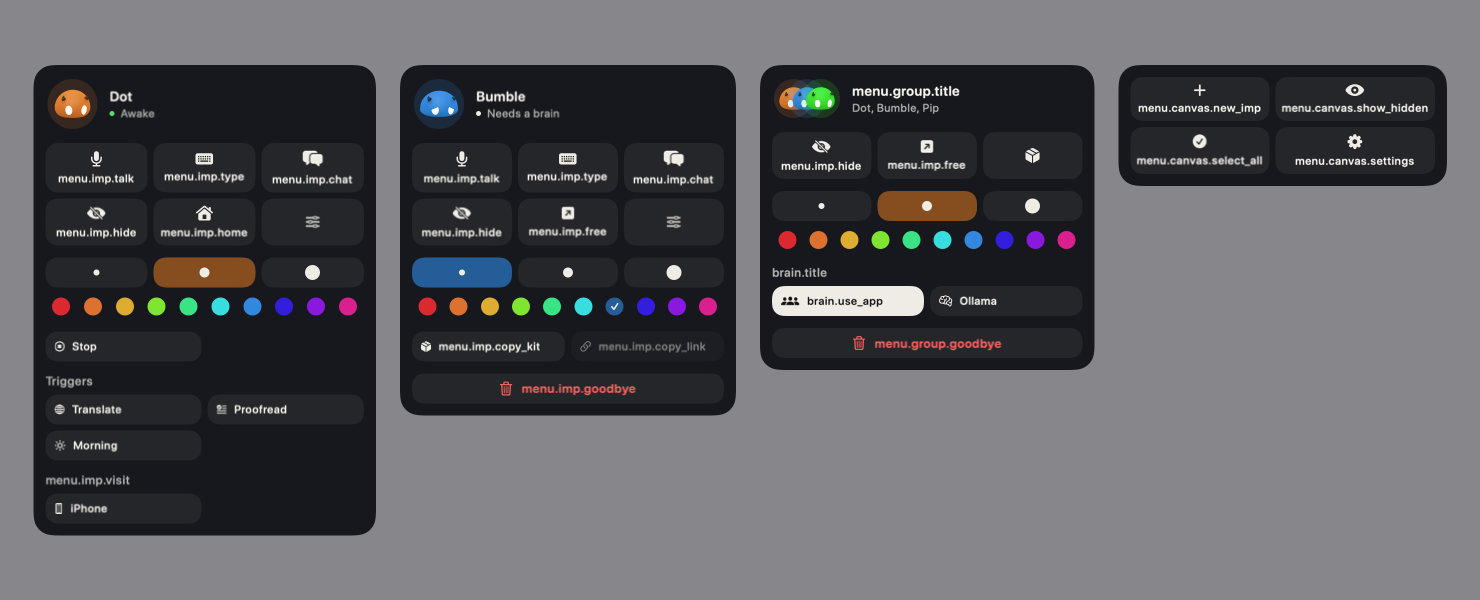 Dot
Awake
menu.imp.talk
menu.imp.type
menu.imp.chat
menu.imp.hide
menu.imp.home
Stop
Triggers
Translate
Proofread
Morning
menu.imp.visit
iPhone
Bumble
Needs a brain
menu.imp.talk
menu.imp.type
menu.imp.chat
menu.imp.hide
menu.imp.free
menu.imp.copy_kit
menu.imp.copy_link
menu.imp.goodbye
menu.group.title
Dot, Bumble, Pip
menu.imp.hide
menu.imp.free
brain.title
brain.use_app
Ollama
menu.group.goodbye
menu.canvas.new_imp
menu.canvas.show_hidden
menu.canvas.select_all
menu.canvas.settings